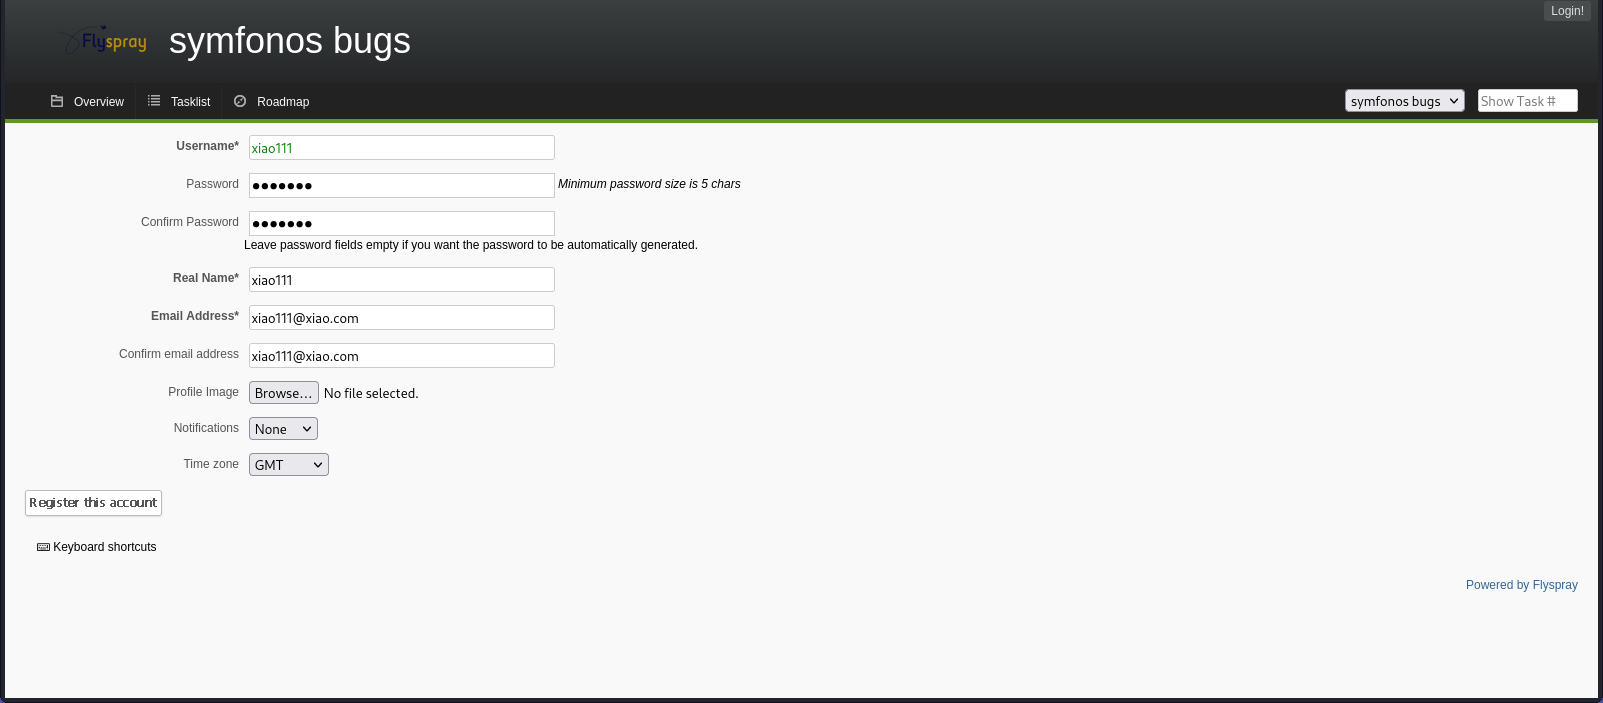 Login!
Flyspray symfonos bugs
Overview Tasklist Roadmap symfonos bugs Show Task #
Username* xiao111
Password ●●●●●●● Minimum password size is 5 chars
Confirm Password ●●●●●●●
Leave password fields empty if you want the password to be automatically generated.
Real Name* xiao111
Email Address* xiao111@xiao.com
Confirm email address xiao111@xiao.com
Profile Image Browse... No file selected.
Notifications None
Time zone GMT
Register this account
Keyboard shortcuts
Powered by Flyspray